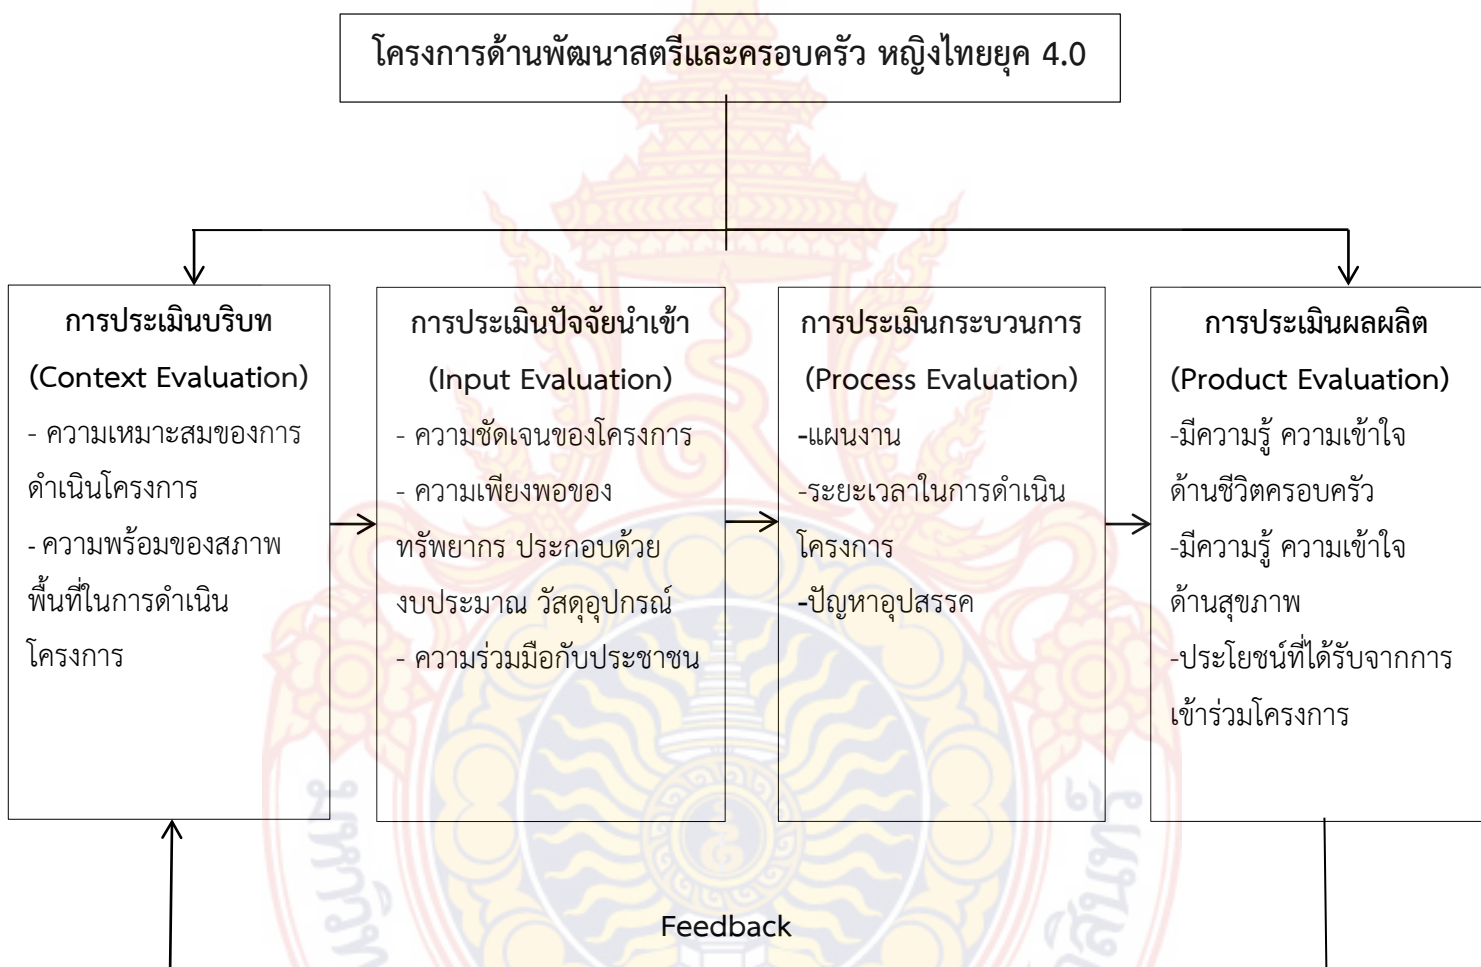 โครงการด้านพัฒนาสตรีและครอบครัว หญิงไทยยุค 4.0
การประเมินบริบท
(Context Evaluation)
- ความเหมาะสมของการ
ดำเนินโครงการ
- ความพร้อมของสภาพ
พื้นที่ในการดำเนิน
โครงการ
การประเมินปัจจัยนำเข้า
(Input Evaluation)
- ความชัดเจนของโครงการ
- ความเพียงพอของ
ทรัพยากร ประกอบด้วย
งบประมาณ วัสดุอุปกรณ์
- ความร่วมมือกับประชาชน
การประเมินกระบวนการ
(Process Evaluation)
-แผนงาน
-ระยะเวลาในการดำเนิน
โครงการ
-ปัญหาอุปสรรค
การประเมินผลผลิต
(Product Evaluation)
-มีความรู้ ความเข้าใจ
ด้านชีวิตครอบครัว
-มีความรู้ ความเข้าใจ
ด้านสุขภาพ
-ประโยชน์ที่ได้รับจากการ
เข้าร่วมโครงการ
Feedback